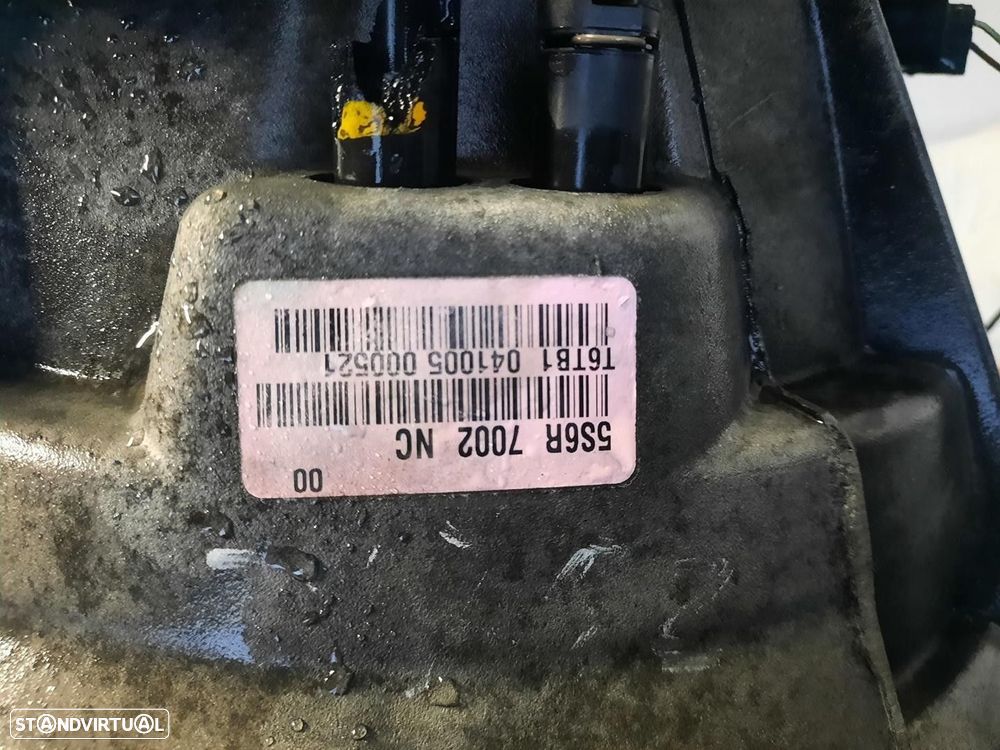 00
5S6R 7002 NC
T6TB1 041005 000521
STANDVIRTUAL